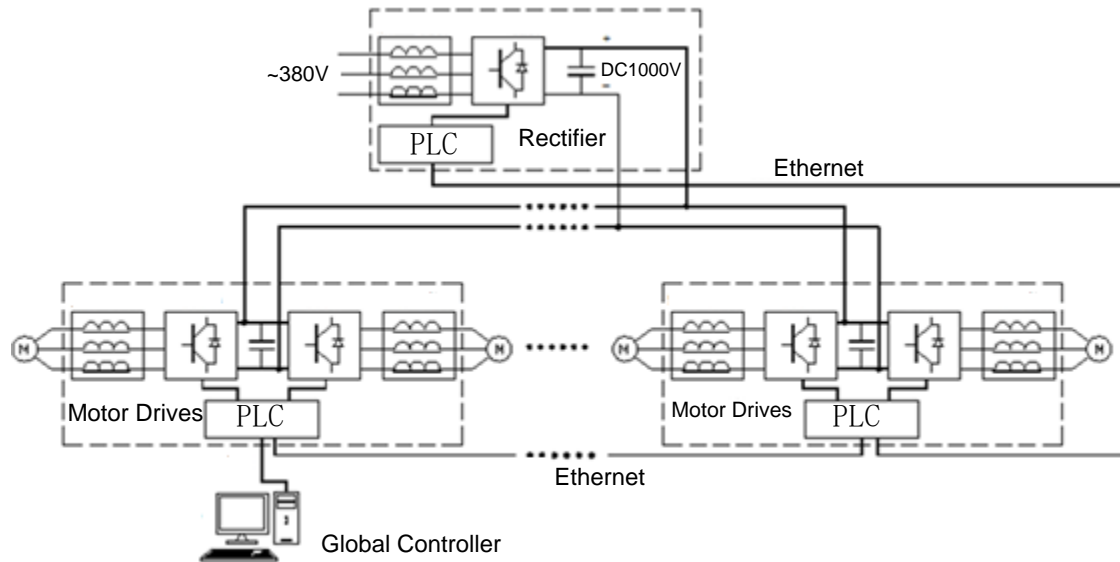 ~380V
DC1000V
PLC
Rectifier
Ethernet
M
M
M
M
Motor Drives
PLC
Motor Drives
PLC
Ethernet
Global Controller